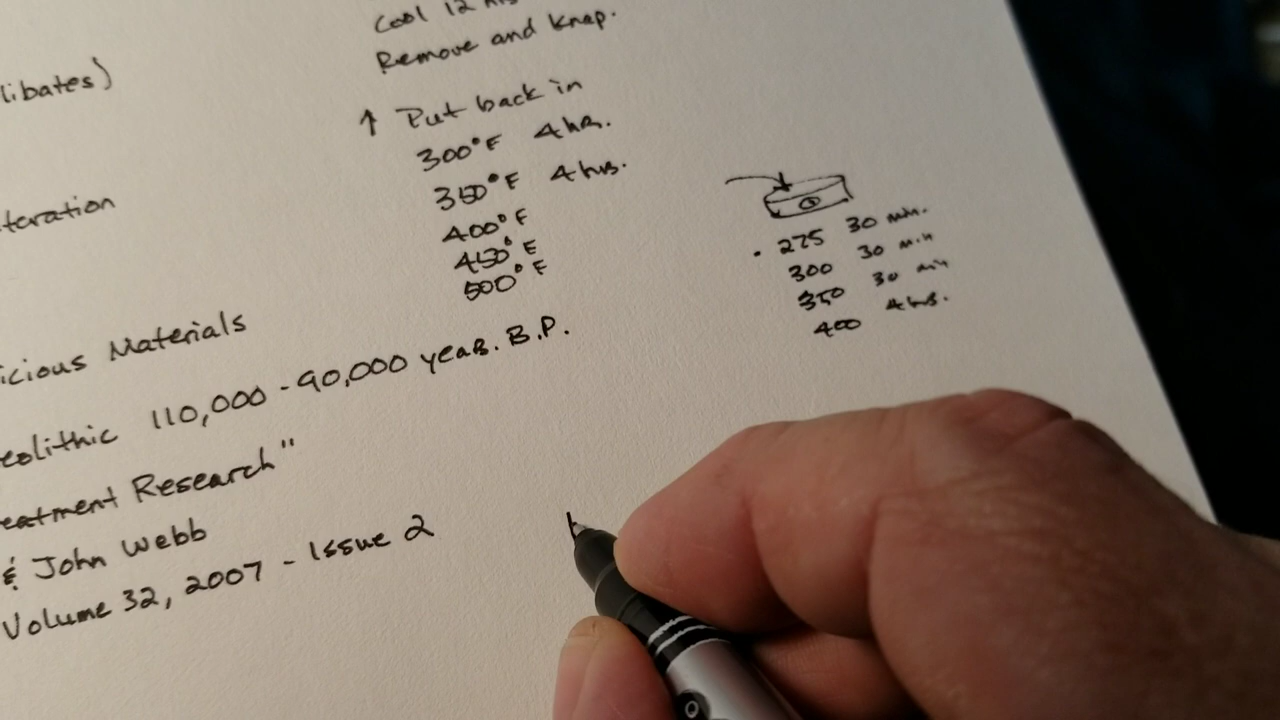 Cool 12 hrs
Remove and knap.
libates)
↑ Put back in
300°F 4 hr.
350°F 4 hrs.
400°F
450°F
500°F
teration
• 275 30 min.
300 30 min
350 30 min
400 4 hrs.
icious Materials
eolithic 110,000 - 90,000 years. B.P.
eatment Research"
& John Webb
Volume 32, 2007 - Issue 2